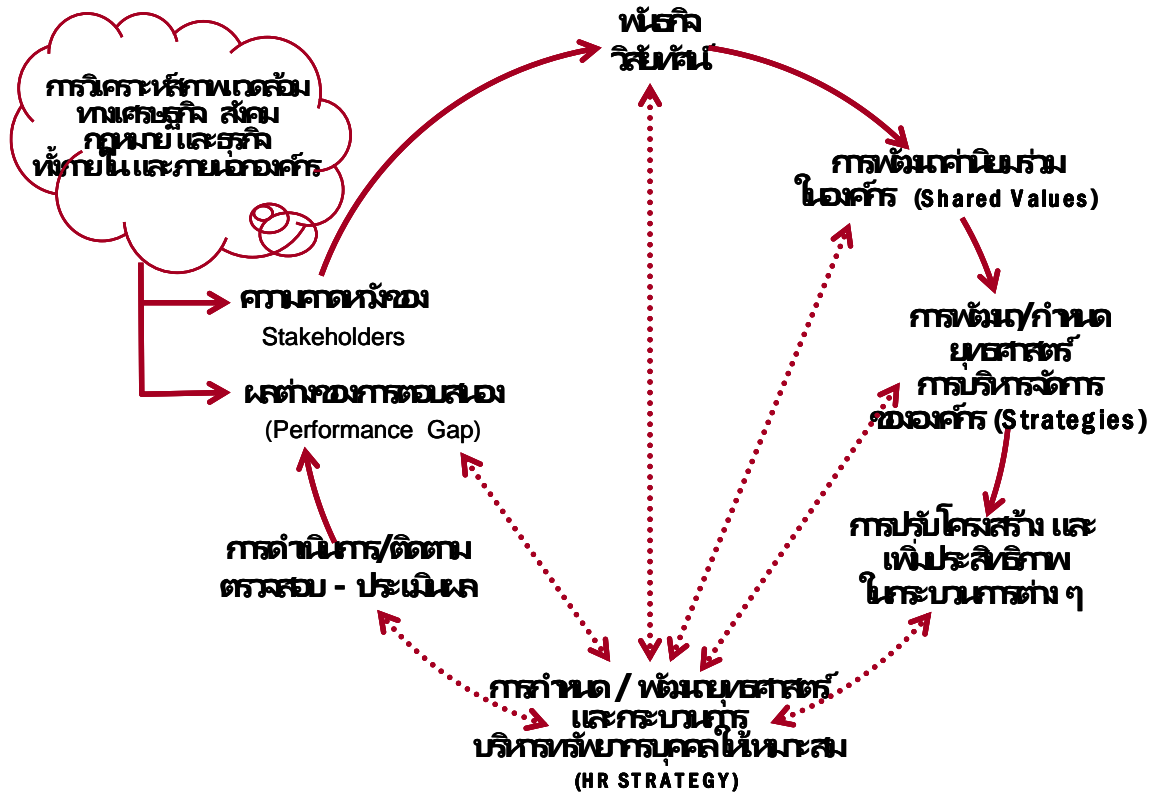 พันธกิจ
วิสัยทัศน์
การวิเคราะห์สภาพแวดล้อม
ทางเศรษฐกิจ สังคม
กฎหมาย และธุรกิจ
ทั้งภายใน และภายนอกองค์กร
การพัฒนาค่านิยมร่วม
ในองค์กร (Shared Values)
ความคาดหวังของ
Stakeholders
การพัฒนา/กำหนด
ยุทธศาสตร์
การบริหารจัดการ
ขององค์กร (Strategies)
ผลต่างของการตอบสนอง
(Performance Gap)
การปรับโครงสร้าง และ
เพิ่มประสิทธิภาพ
ในกระบวนการต่าง ๆ
การดำเนินการ/ติดตาม
ตรวจสอบ - ประเมินผล
การกำหนด / พัฒนายุทธศาสตร์
และกระบวนการ
บริหารทรัพยากรบุคคลให้เหมาะสม
(HR STRATEGY)